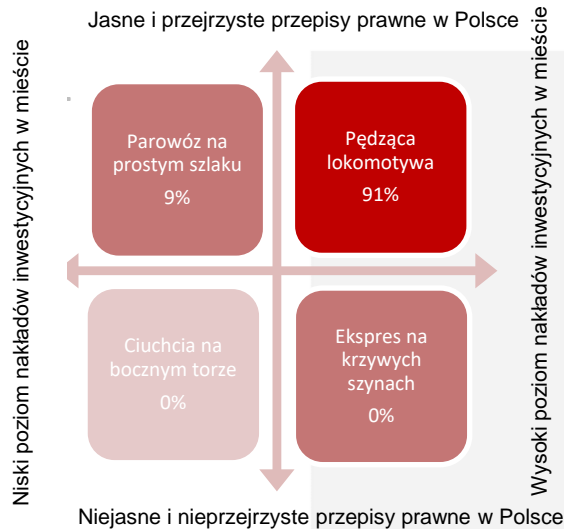 Jasne i przejrzyste przepisy prawne w Polsce
Niski poziom nakładów inwestycyjnych w mieście
Parowóz na
prostym szlaku
9%
Pędząca
lokomotywa
91%
Ciuchcia na
bocznym torze
0%
Ekspres na
krzywych
szynach
0%
Wysoki poziom nakładów inwestycyjnych w mieście
Niejasne i nieprzejrzyste przepisy prawne w Polsce